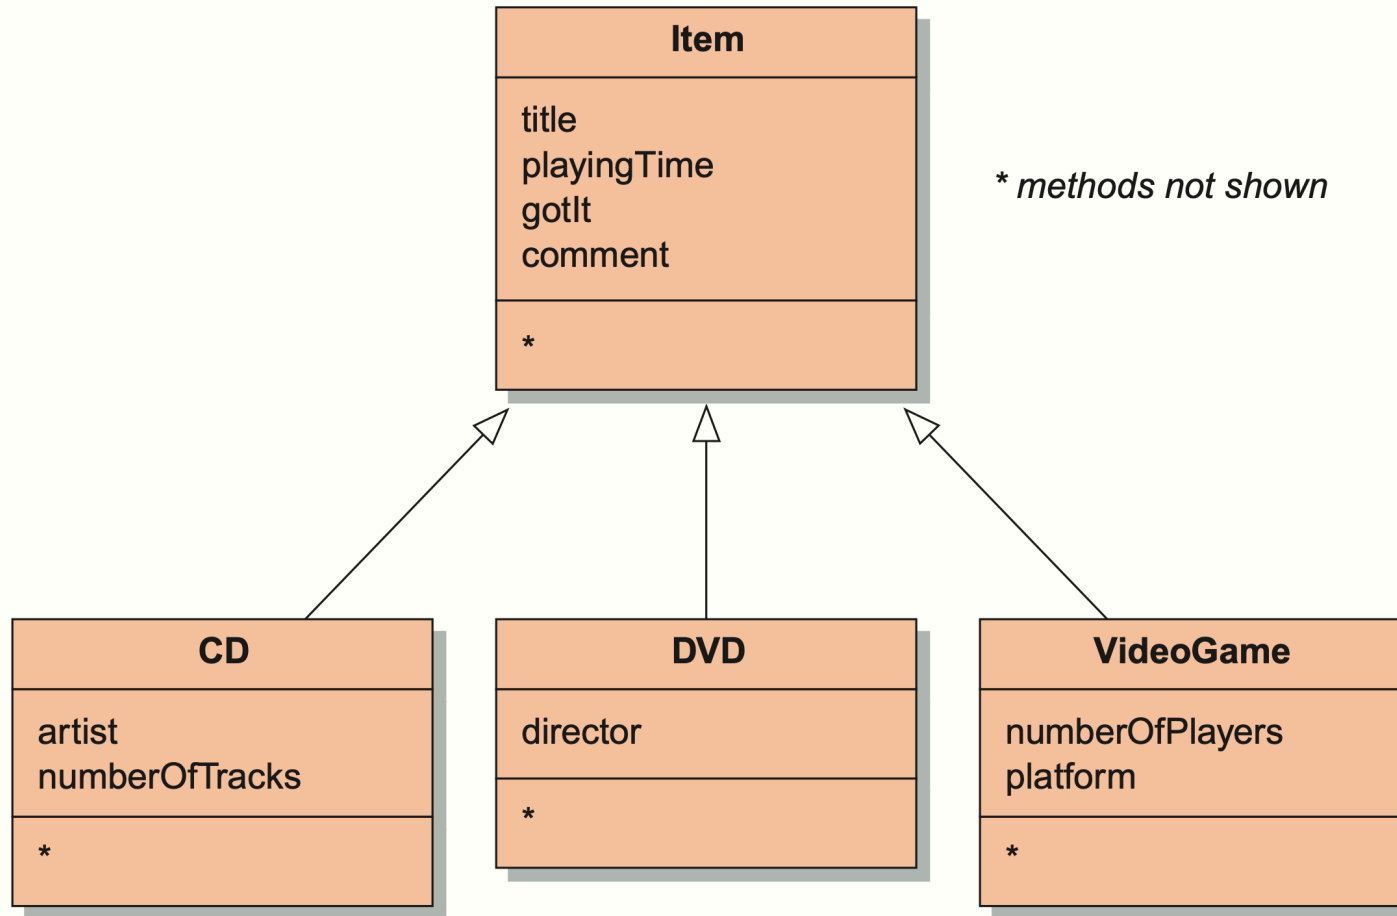 Item
title
playingTime
gotIt
comment
*
* methods not shown
CD
artist
numberOfTracks
*
DVD
director
*
VideoGame
numberOfPlayers
platform
*